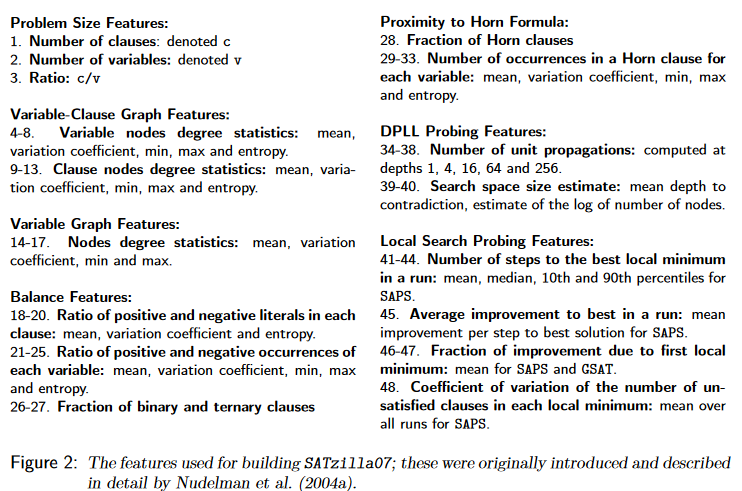 Problem Size Features:
1. Number of clauses: denoted c
2. Number of variables: denoted v
3. Ratio: c/v
Variable-Clause Graph Features:
4-8. Variable nodes degree statistics: mean,
variation coefficient, min, max and entropy.
9-13. Clause nodes degree statistics: mean, varia-
tion coefficient, min, max and entropy.
Variable Graph Features:
14-17. Nodes degree statistics: mean, variation
coefficient, min and max.
Balance Features:
18-20. Ratio of positive and negative literals in each
clause: mean, variation coefficient and entropy.
21-25. Ratio of positive and negative occurrences of
each variable: mean, variation coefficient, min, max
and entropy.
26-27. Fraction of binary and ternary clauses
Proximity to Horn Formula:
28. Fraction of Horn clauses
29-33. Number of occurrences in a Horn clause for
each variable: mean, variation coefficient, min, max
and entropy.
DPLL Probing Features:
34-38. Number of unit propagations: computed at
depths 1, 4, 16, 64 and 256.
39-40. Search space size estimate: mean depth to
contradiction, estimate of the log of number of nodes.
Local Search Probing Features:
41-44. Number of steps to the best local minimum
in a run: mean, median, 10th and 90th percentiles for
SAPS.
45. Average improvement to best in a run: mean
improvement per step to best solution for SAPS.
46-47. Fraction of improvement due to first local
minimum: mean for SAPS and GSAT.
48. Coefficient of variation of the number of un-
satisfied clauses in each local minimum: mean over
all runs for SAPS.
Figure 2: The features used for building SATzilla07; these were originally introduced and described
in detail by Nudelman et al. (2004a).